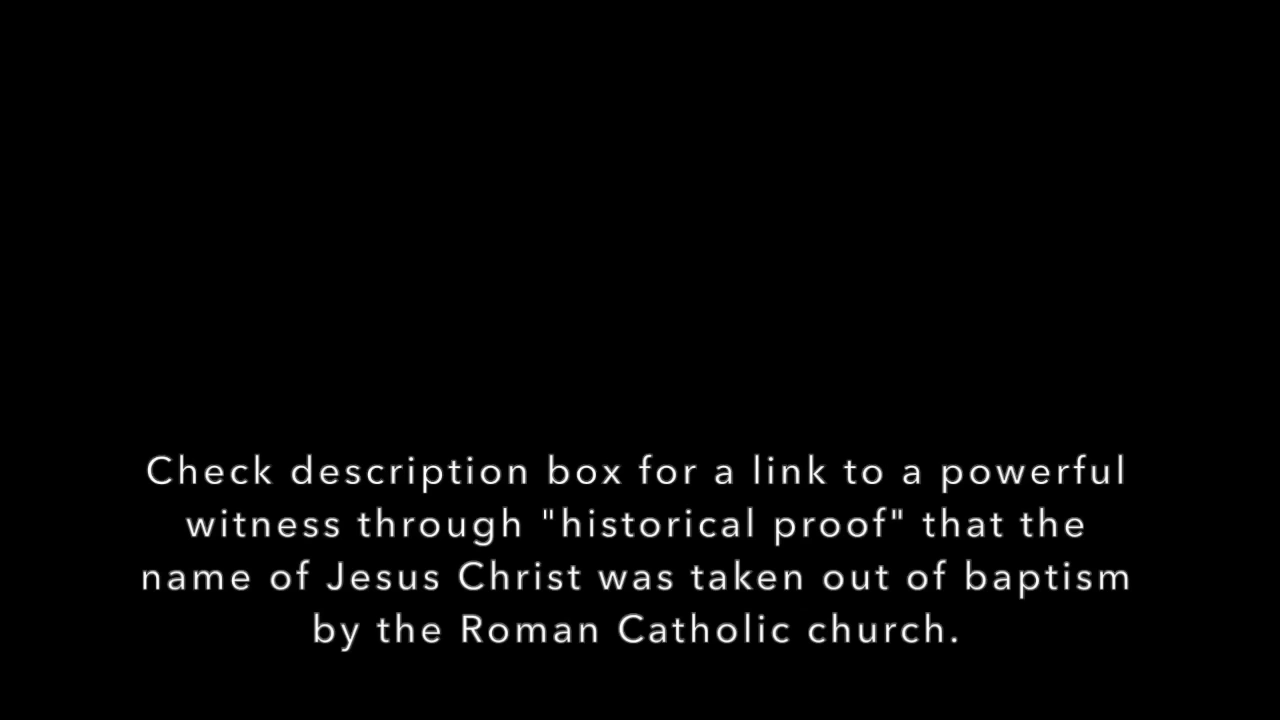 Check description box for a link to a powerful
witness through "historical proof" that the
name of Jesus Christ was taken out of baptism
by the Roman Catholic church.